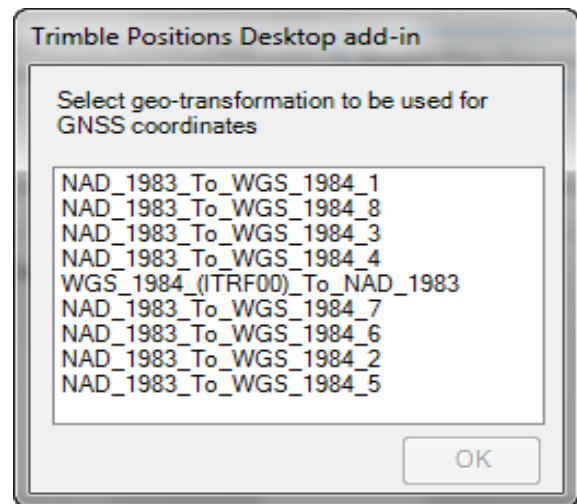 Trimble Positions Desktop add-in
Select geo-transformation to be used for
GNSS coordinates
NAD_1983_To_WGS_1984_1
NAD_1983_To_WGS_1984_8
NAD_1983_To_WGS_1984_3
NAD_1983_To_WGS_1984_4
WGS_1984_(ITRF00)_To_NAD_1983
NAD_1983_To_WGS_1984_7
NAD_1983_To_WGS_1984_6
NAD_1983_To_WGS_1984_2
NAD_1983_To_WGS_1984_5
OK